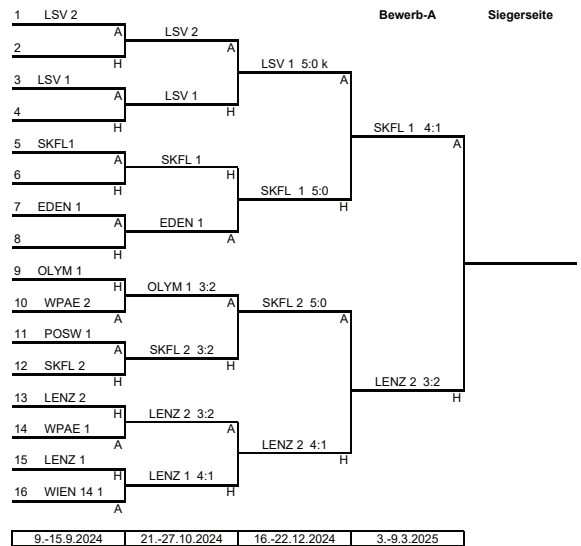 1 LSV 2 Bewerb-A Siegerseite
A LSV 2
2 A
H LSV 1 5:0 k
3 LSV 1 A
A LSV 1
4 H
H SKFL 1 4:1
5 SKFL1 A
A SKFL 1
6 H
H SKFL 1 5:0
7 EDEN 1 H
A EDEN 1
8 A
H
9 OLYM 1
H OLYM 1 3:2
10 WPAE 2 A
A SKFL 2 5:0
11 POSW 1 A
A SKFL 2 3:2
12 SKFL 2 H
H LENZ 2 3:2
13 LENZ 2 H
H LENZ 2 3:2
14 WPAE 1 A
A LENZ 2 4:1
15 LENZ 1 H
H LENZ 1 4:1
16 WIEN 14 1 H
A
9.-15.9.2024 21.-27.10.2024 16.-22.12.2024 3.-9.3.2025